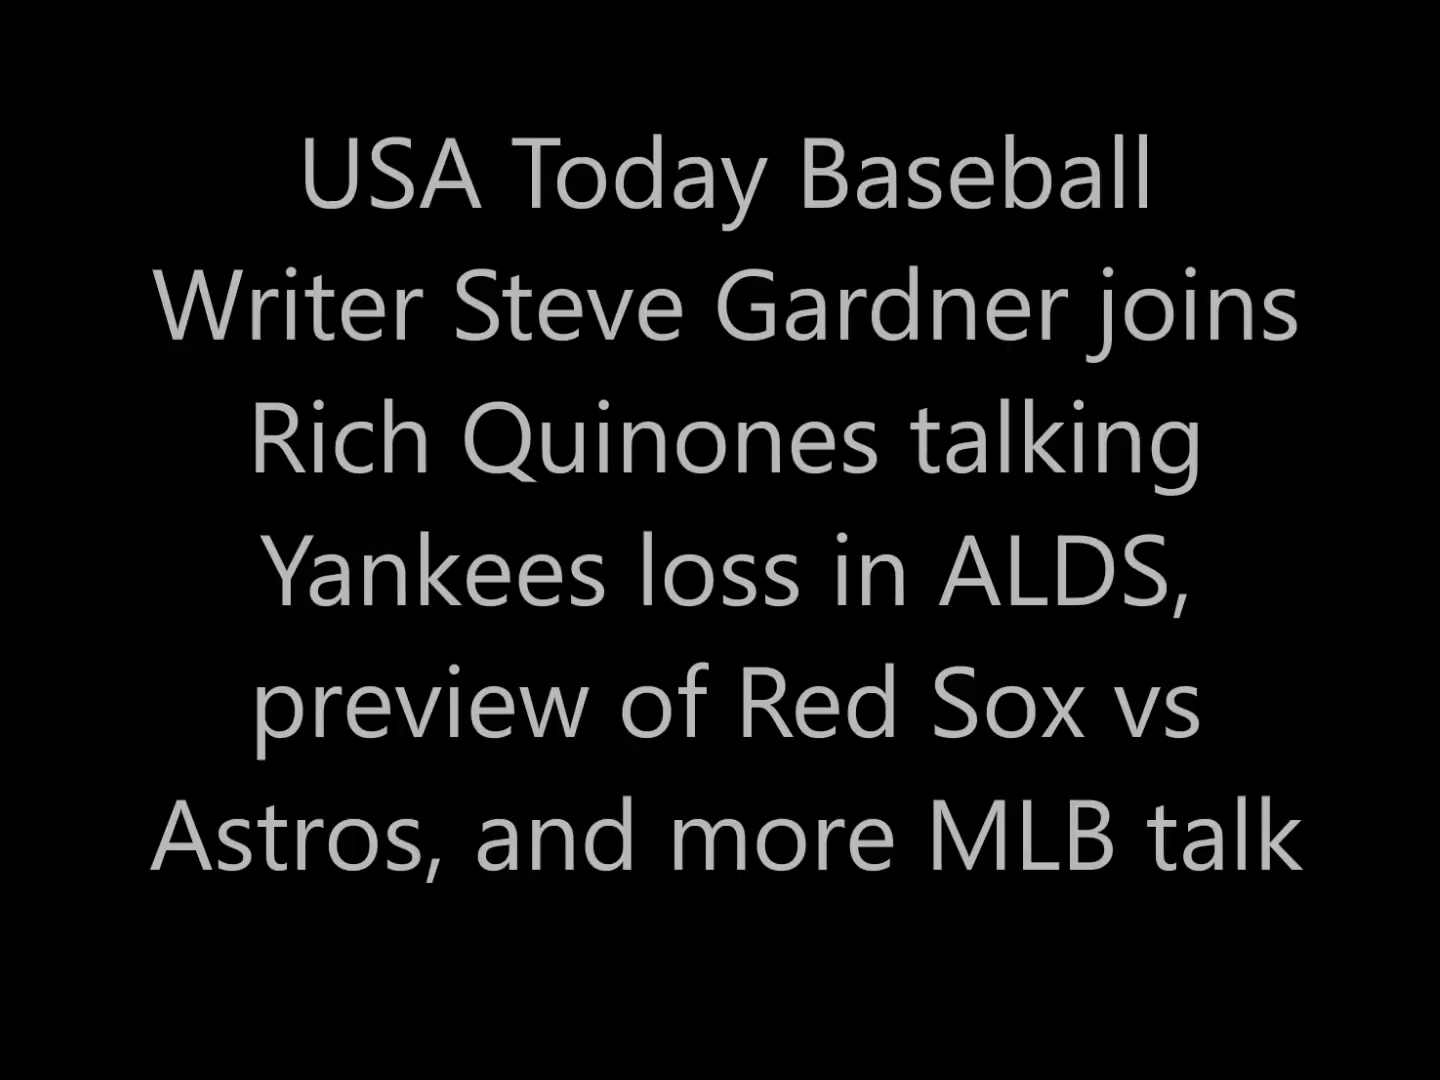 USA Today Baseball
Writer Steve Gardner joins
Rich Quinones talking
Yankees loss in ALDS,
preview of Red Sox vs
Astros, and more MLB talk